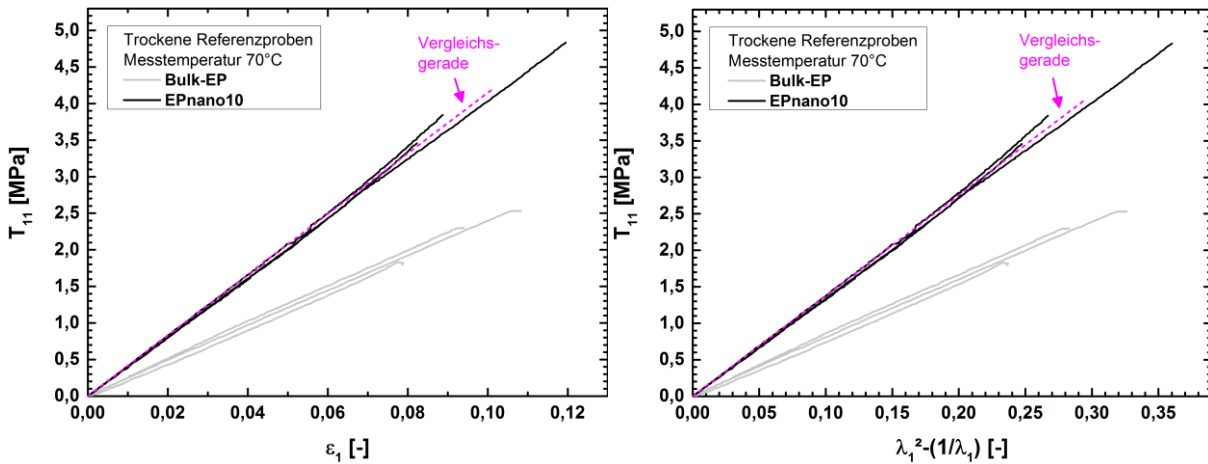 5,0
4,5
4,0
3,5
3,0
2,5
2,0
1,5
1,0
0,5
0,0
T₁₁ [MPa]
Trockene Referenzproben
Messtemperatur 70°C
Bulk-EP
EPnano10
Vergleichs-
gerade
0,00 0,02 0,04 0,06 0,08 0,10 0,12
ε₁ [-]
5,0
4,5
4,0
3,5
3,0
2,5
2,0
1,5
1,0
0,5
0,0
T₁₁ [MPa]
Trockene Referenzproben
Messtemperatur 70°C
Bulk-EP
EPnano10
Vergleichs-
gerade
0,00 0,05 0,10 0,15 0,20 0,25 0,30 0,35
λ₁²-(1/λ₁) [-]